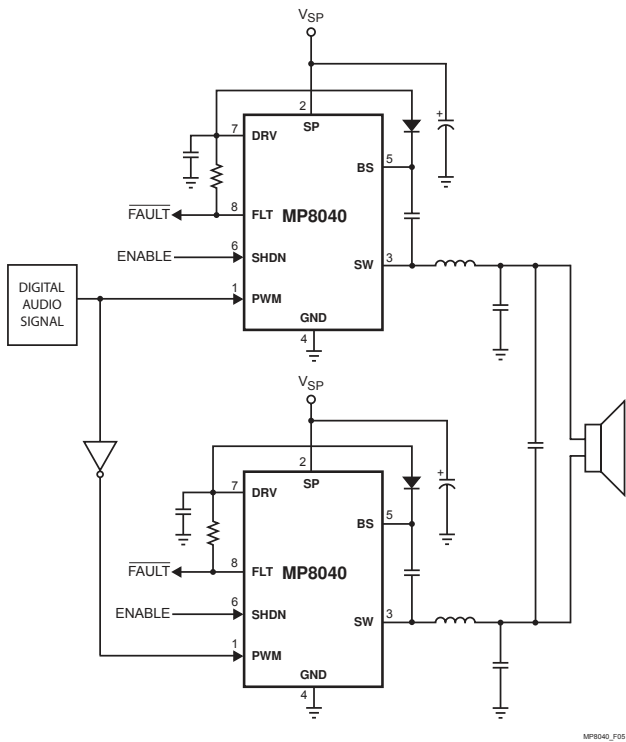 VSP
2
SP
7
DRV
5
BS
FAULT
8
FLT
MP8040
ENABLE
6
SHDN
3
SW
DIGITAL
AUDIO
SIGNAL
1
PWM
GND
4
+
VSP
2
SP
7
DRV
5
BS
FAULT
8
FLT
MP8040
ENABLE
6
SHDN
3
SW
1
PWM
GND
4
+
MP8040_F05